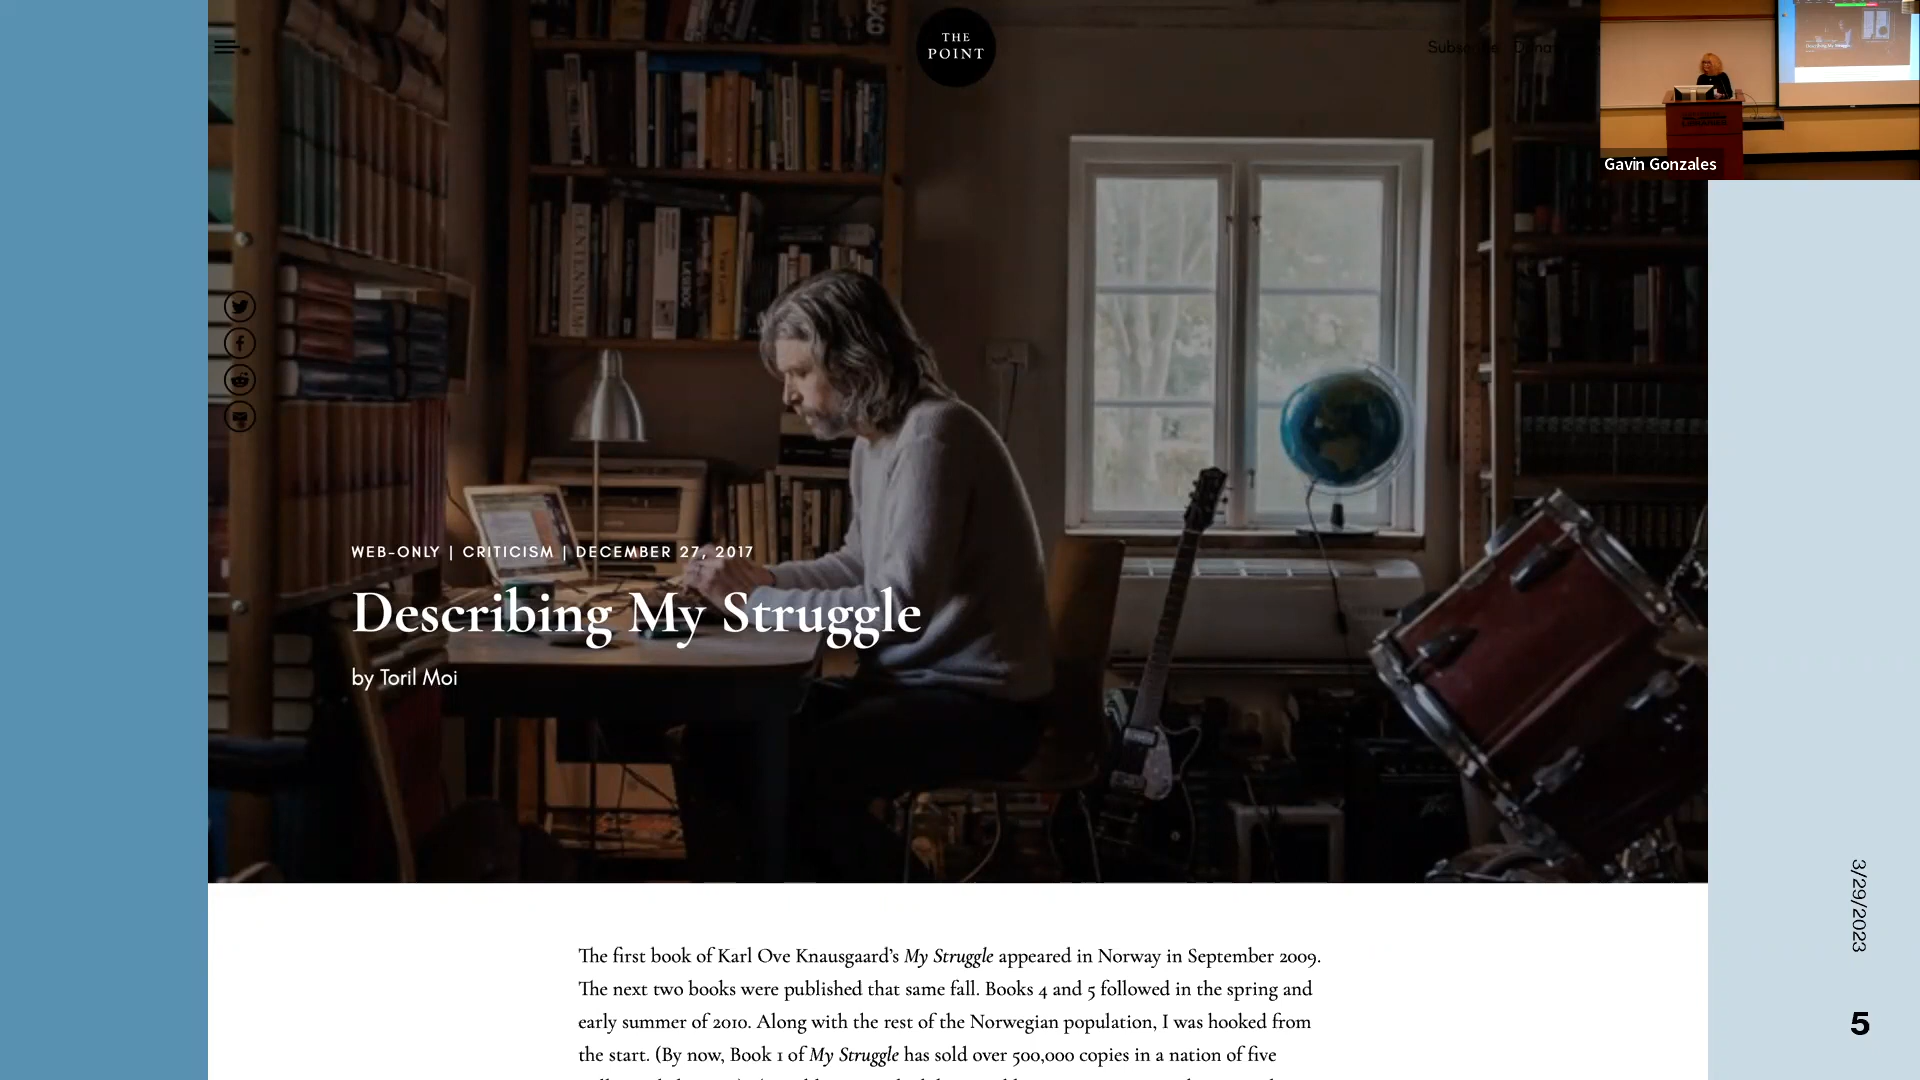 THE
POINT
Gavin Gonzales
CENTENNIAL
WEB-ONLY | CRITICISM | DECEMBER 27, 2017
Describing My Struggle
by Toril Moi
The first book of Karl Ove Knausgaard's My Struggle appeared in Norway in September 2009.
The next two books were published that same fall. Books 4 and 5 followed in the spring and
early summer of 2010. Along with the rest of the Norwegian population, I was hooked from
the start. (By now, Book 1 of My Struggle has sold over 500,000 copies in a nation of five
3/29/2023
5